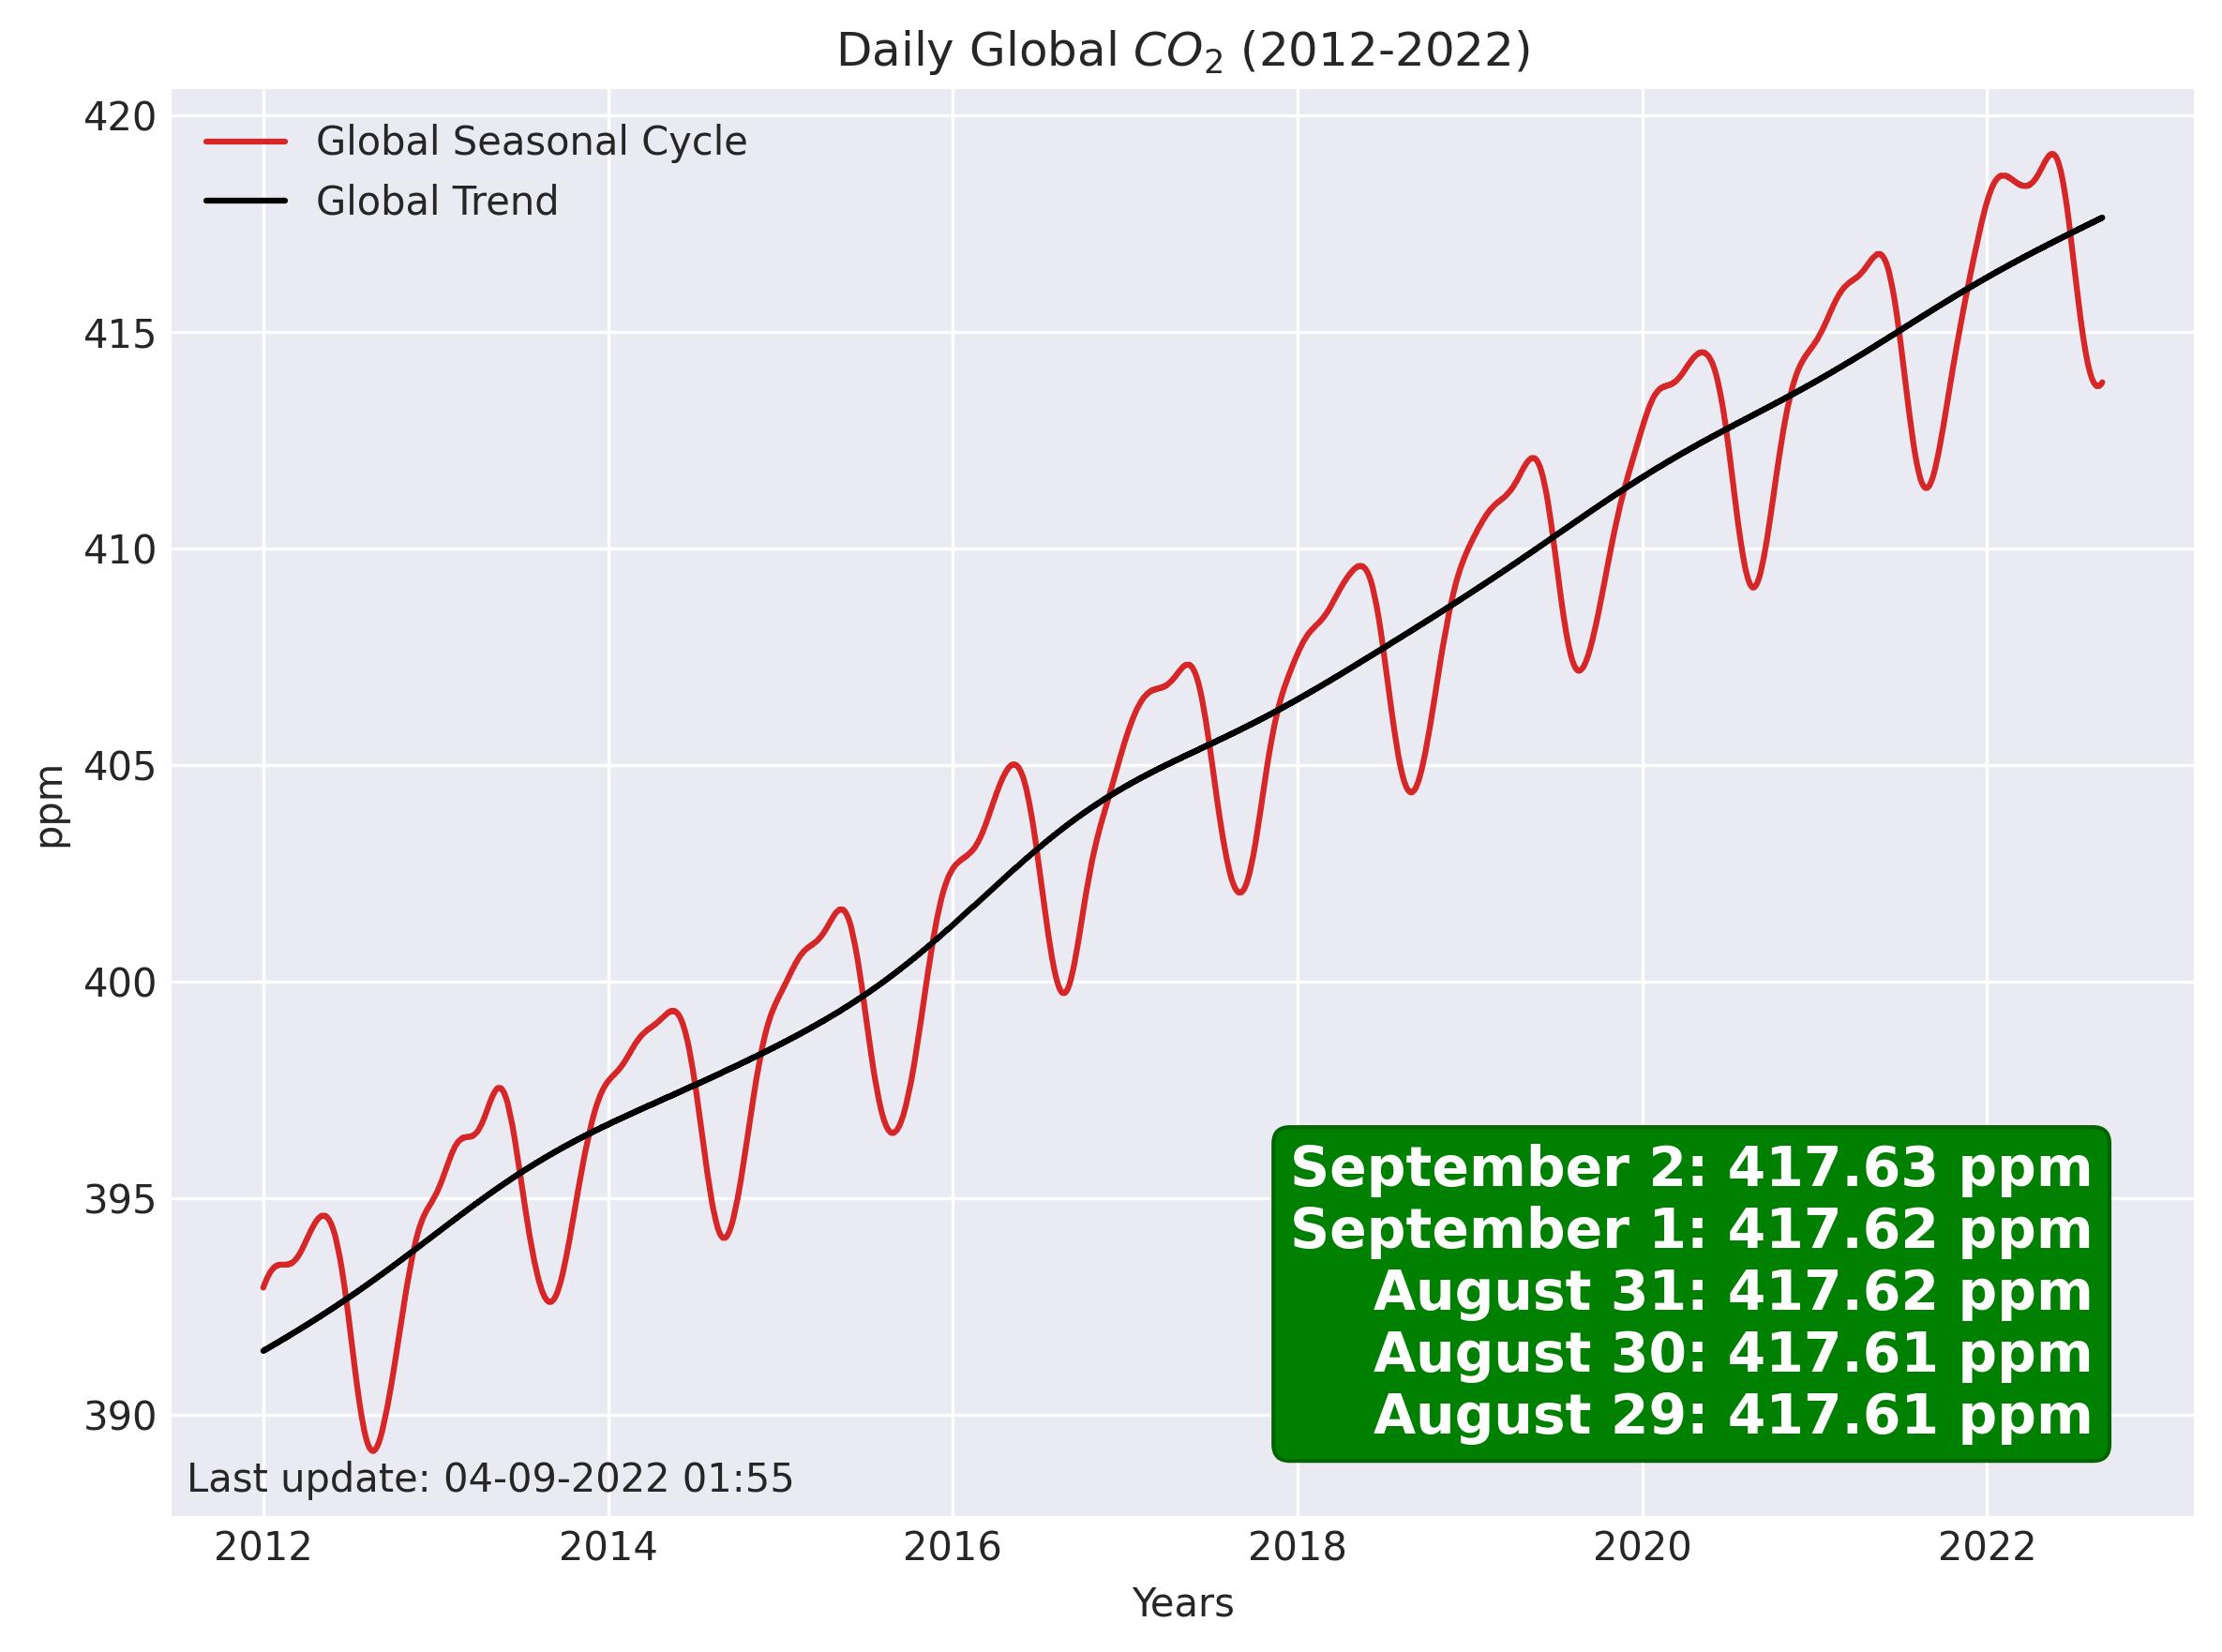 Daily Global CO₂ (2012-2022)
420
415
410
405
400
395
390
ppm
Global Seasonal Cycle
Global Trend
September 2: 417.63 ppm
September 1: 417.62 ppm
August 31: 417.62 ppm
August 30: 417.61 ppm
August 29: 417.61 ppm
Last update: 04-09-2022 01:55
2012 2014 2016 2018 2020 2022
Years